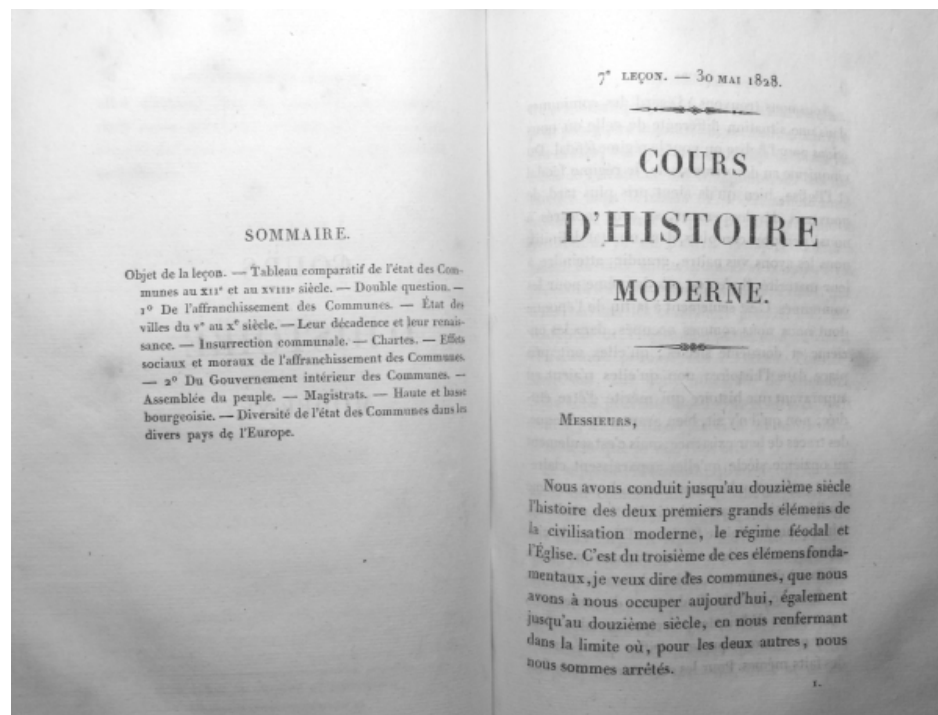 SOMMAIRE.
Objet de la leçon. — Tableau comparatif de l'état des Com-
munes au XIIe et au XVIIIe siècle. — Double question. —
1º De l'affranchissement des Communes. — État des
villes du Ve au Xe siècle. — Leur décadence et leur renais-
sance. — Insurrection communale. — Chartes. — Effets
sociaux et moraux de l'affranchissement des Communes.
— 2º Du Gouvernement intérieur des Communes. —
Assemblée du peuple. — Magistrats. — Haute et basse
bourgeoisie. — Diversité de l'état des Communes dans les
divers pays de l'Europe.
7e LEÇON. — 30 MAI 1828.
COURS
D'HISTOIRE
MODERNE.
MESSIEURS,
Nous avons conduit jusqu'au douzième siècle
l'histoire des deux premiers grands élémens de
la civilisation moderne, le régime féodal et
l'Église. C'est du troisième de ces élémens fonda-
mentaux, je veux dire des communes, que nous
avons à nous occuper aujourd'hui, également
jusqu'au douzième siècle, en nous renfermant
dans la limite où, pour les deux autres, nous
nous sommes arrêtés.
1.